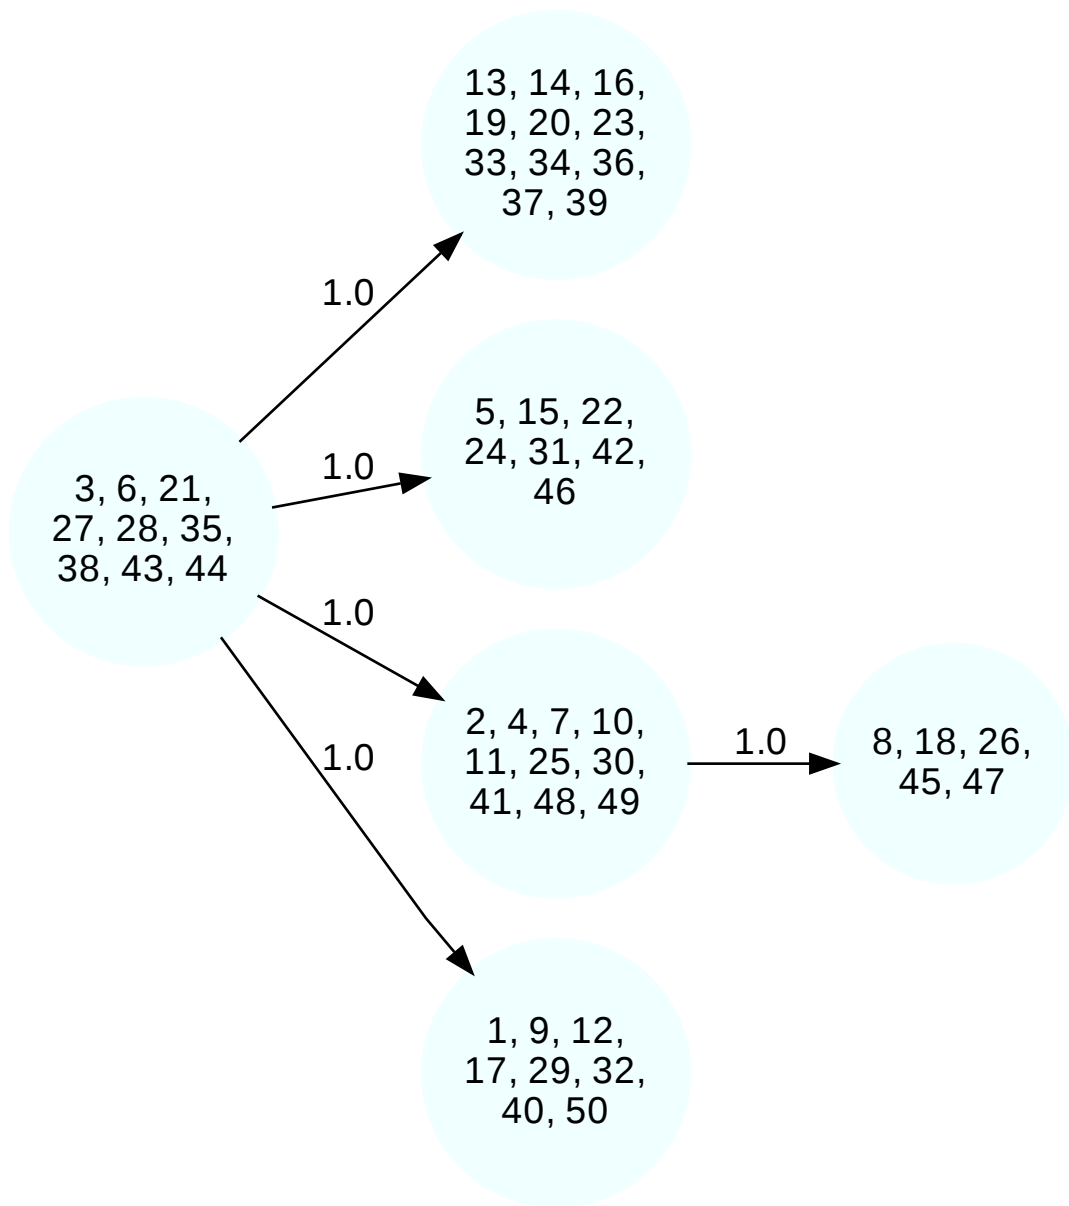 13, 14, 16,
19, 20, 23,
33, 34, 36,
37, 39
1.0
5, 15, 22,
24, 31, 42,
46
1.0
3, 6, 21,
27, 28, 35,
38, 43, 44
1.0
2, 4, 7, 10,
11, 25, 30,
41, 48, 49
1.0
8, 18, 26,
45, 47
1.0
1, 9, 12,
17, 29, 32,
40, 50